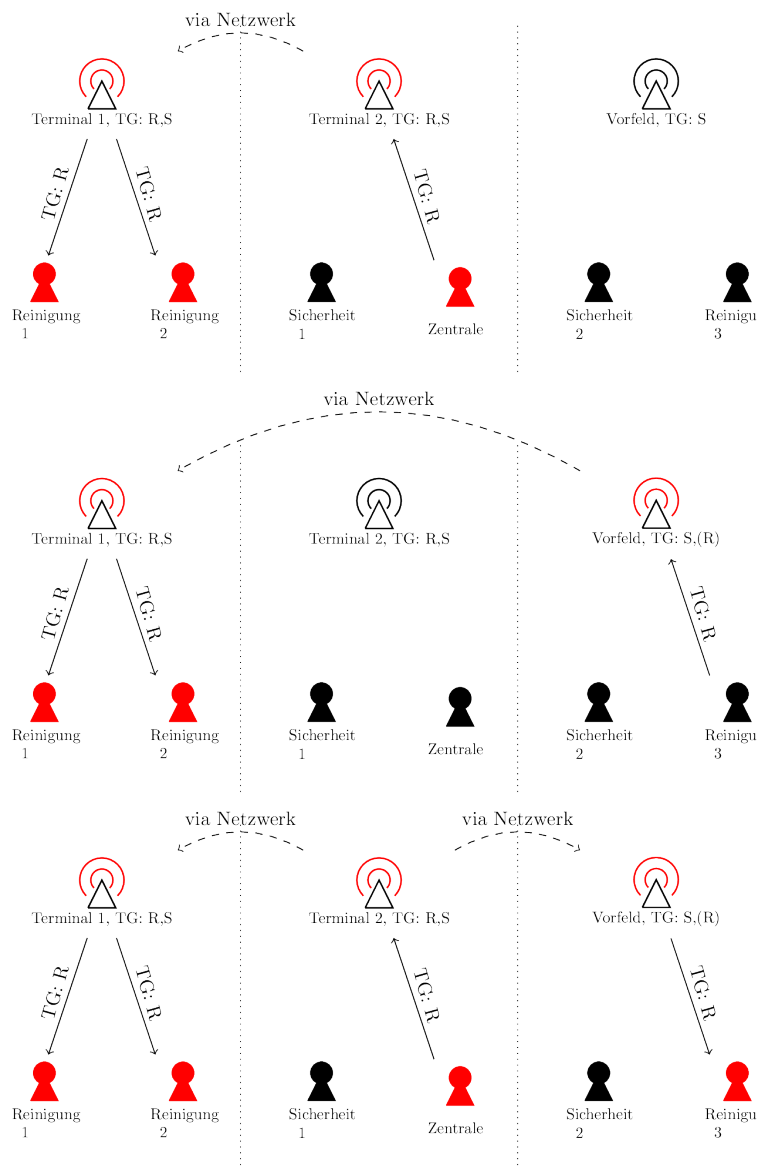 via Netzwerk
Terminal 1, TG: R,S
Terminal 2, TG: R,S
Vorfeld, TG: S
TG: R
TG: R
TG: R
Reinigung
1
Reinigung
2
Sicherheit
1
Zentrale
Sicherheit
2
Reinigu
3
via Netzwerk
Terminal 1, TG: R,S
Terminal 2, TG: R,S
Vorfeld, TG: S,(R)
TG: R
TG: R
TG: R
Reinigung
1
Reinigung
2
Sicherheit
1
Zentrale
Sicherheit
2
Reinigu
3
via Netzwerk
via Netzwerk
Terminal 1, TG: R,S
Terminal 2, TG: R,S
Vorfeld, TG: S,(R)
TG: R
TG: R
TG: R
TG: R
Reinigung
1
Reinigung
2
Sicherheit
1
Zentrale
Sicherheit
2
Reinigu
3